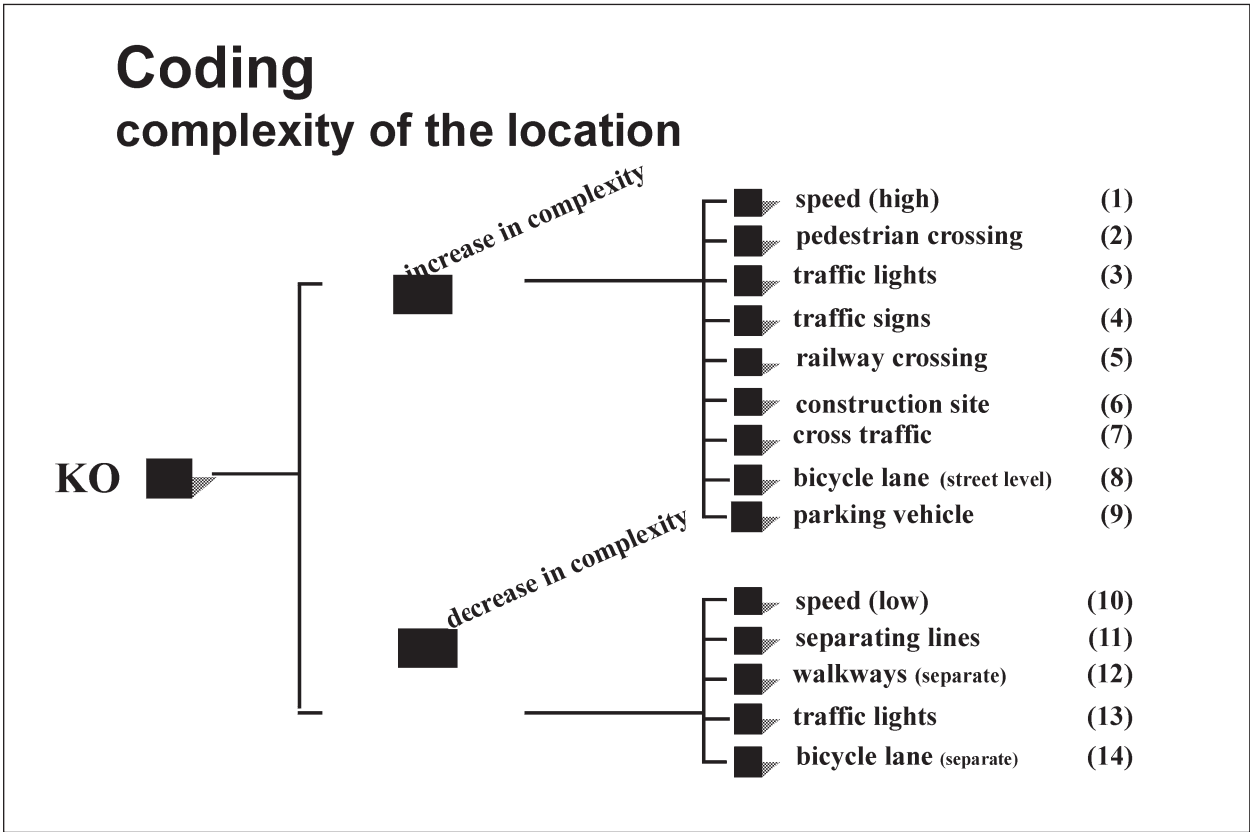 Coding
complexity of the location
increase in complexity
speed (high) (1)
pedestrian crossing (2)
traffic lights (3)
traffic signs (4)
railway crossing (5)
construction site (6)
cross traffic (7)
KO
bicycle lane (street level) (8)
parking vehicle (9)
decrease in complexity
speed (low) (10)
separating lines (11)
walkways (separate) (12)
traffic lights (13)
bicycle lane (separate) (14)